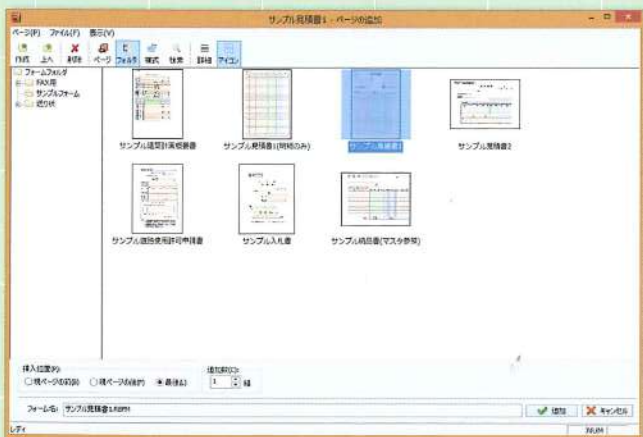 サンプル見積書1 - ページの追加
ページ(P) ファイル(F) 表示(V)
作成 上へ 削除 ページ フォルダ 様式 検索 詳細 アイコン
フォームフォルダ
FAX用
サンプルフォーム
送り状
サンプル週間計画概要書
サンプル見積書1(明細のみ)
サンプル見積書1
サンプル見積書2
サンプル道路使用許可申請書
サンプル入札書
サンプル納品書(マスタ参照)
挿入位置(P):
現ページの前(B) 現ページの後(F) 最後(L)
追加数(C):
1 組
フォーム名: サンプル見積書1
追加 キャンセル
レディ
NUM